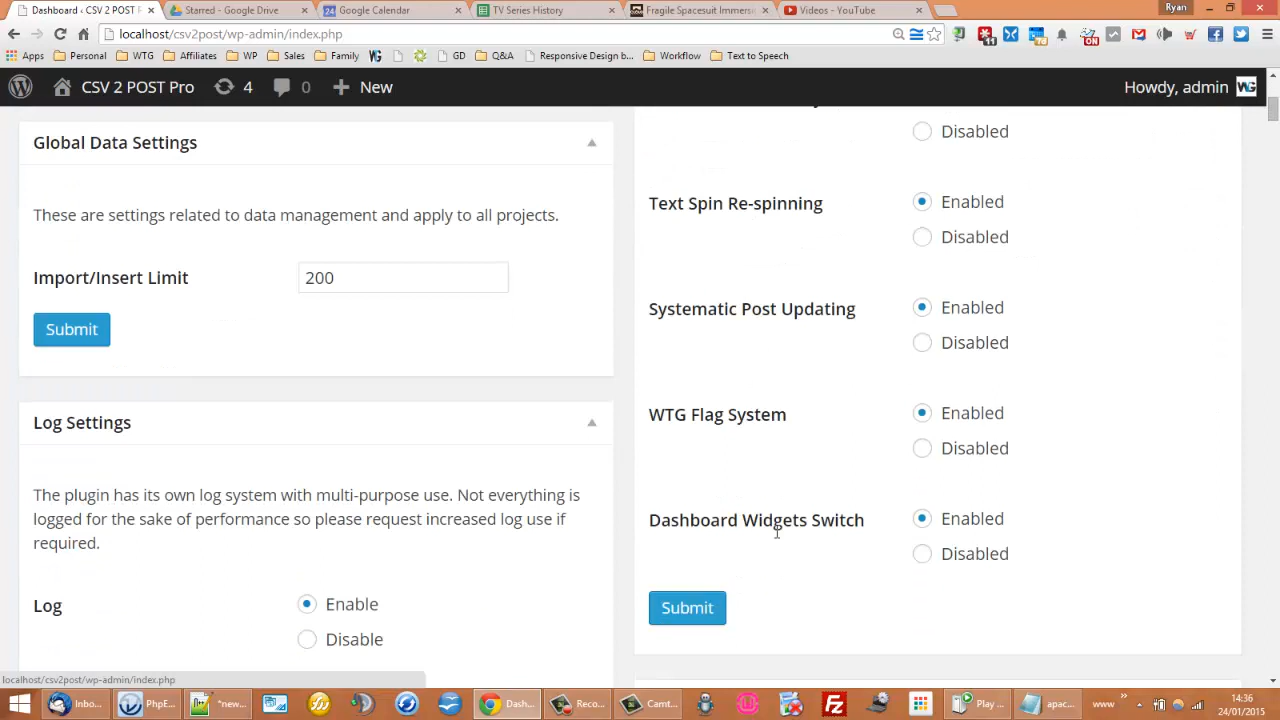 Dashboard ‹ CSV 2 POST P
Starred - Google Drive
Google Calendar
TV Series History
Fragile Spacesuit Immers
Videos - YouTube
Ryan
localhost/csv2post/wp-admin/index.php
Apps
Personal
WTG
Affiliates
WP
Sales
Family
GD
Q&A
Responsive Design b...
Workflow
Text to Speech
CSV 2 POST Pro
4
0
New
Howdy, admin
Global Data Settings
These are settings related to data management and apply to all projects.
Import/Insert Limit
200
Submit
Log Settings
The plugin has its own log system with multi-purpose use. Not everything is
logged for the sake of performance so please request increased log use if
required.
Log
Enable
Disable
Disabled
Text Spin Re-spinning
Enabled
Disabled
Systematic Post Updating
Enabled
Disabled
WTG Flag System
Enabled
Disabled
Dashboard Widgets Switch
Enabled
Disabled
Submit
localhost/csv2post/wp-admin/index.php
Inbo...
PhpE...
"new...
Dash...
Reco...
Camt...
Play ...
apac...
www
14:36
24/01/2015